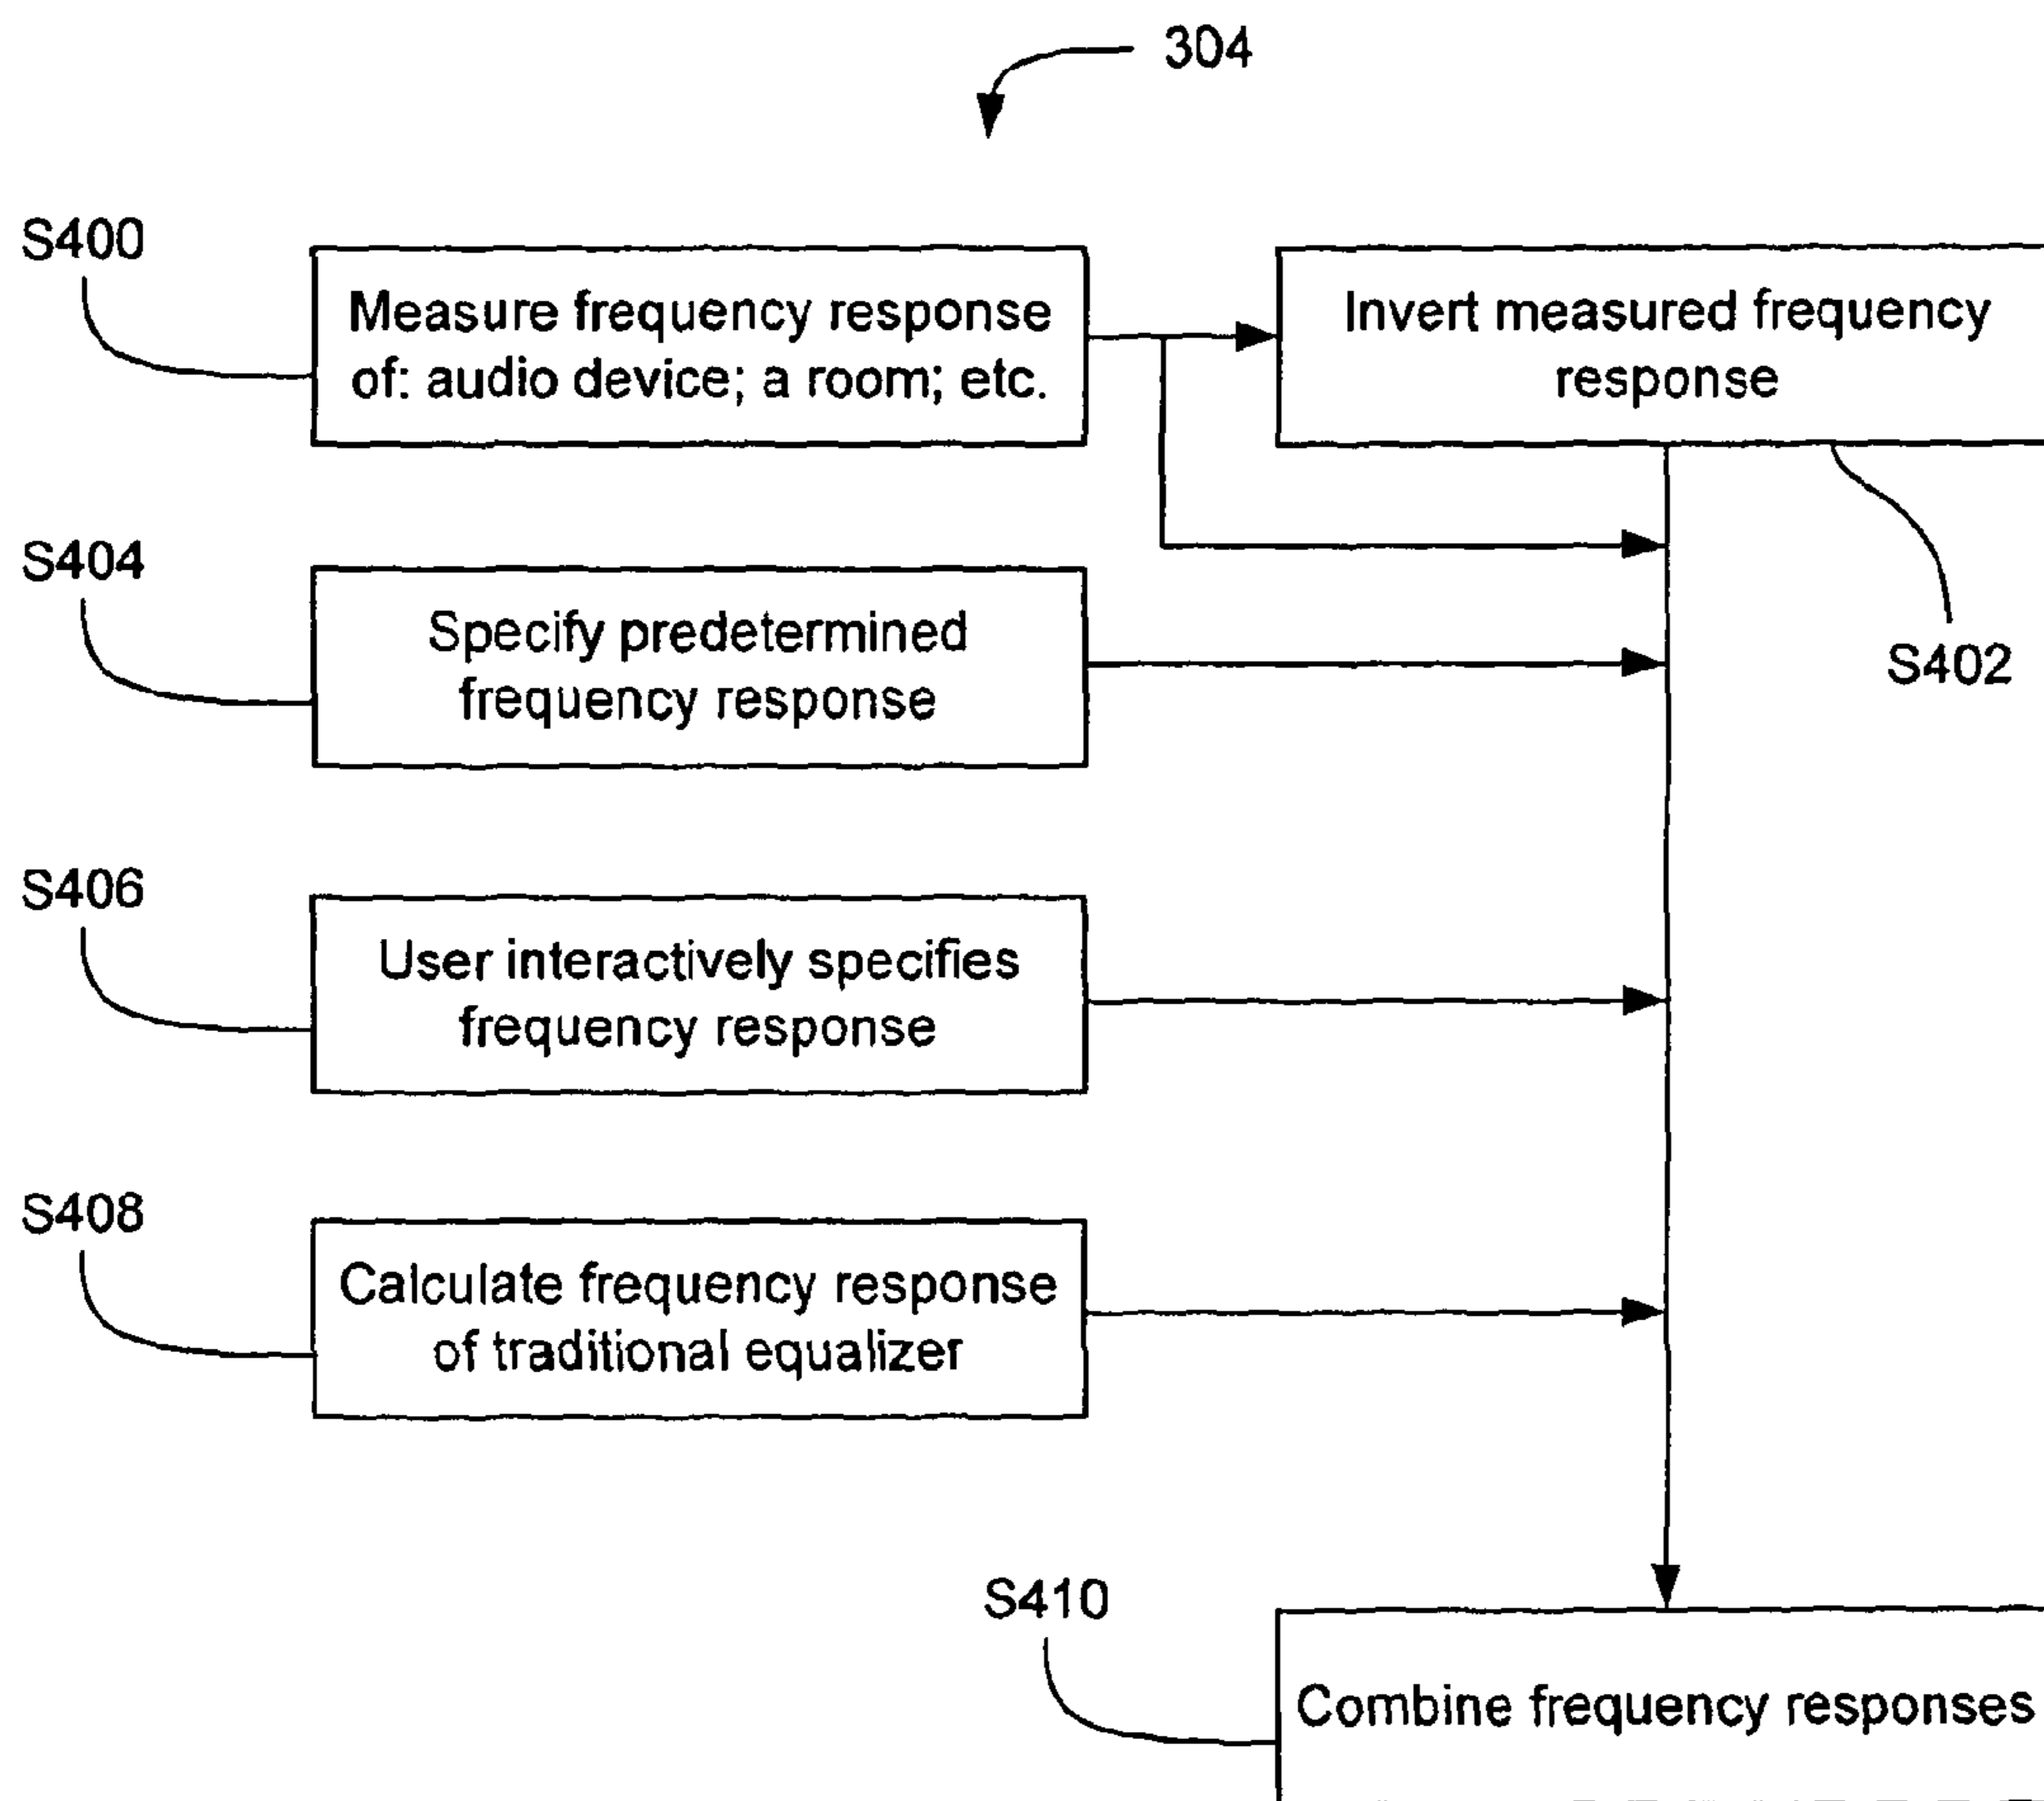 304
S400
Measure frequency response
of: audio device; a room; etc.
Invert measured frequency
response
S402
S404
Specify predetermined
frequency response
S406
User interactively specifies
frequency response
S408
Calculate frequency response
of traditional equalizer
S410
Combine frequency responses